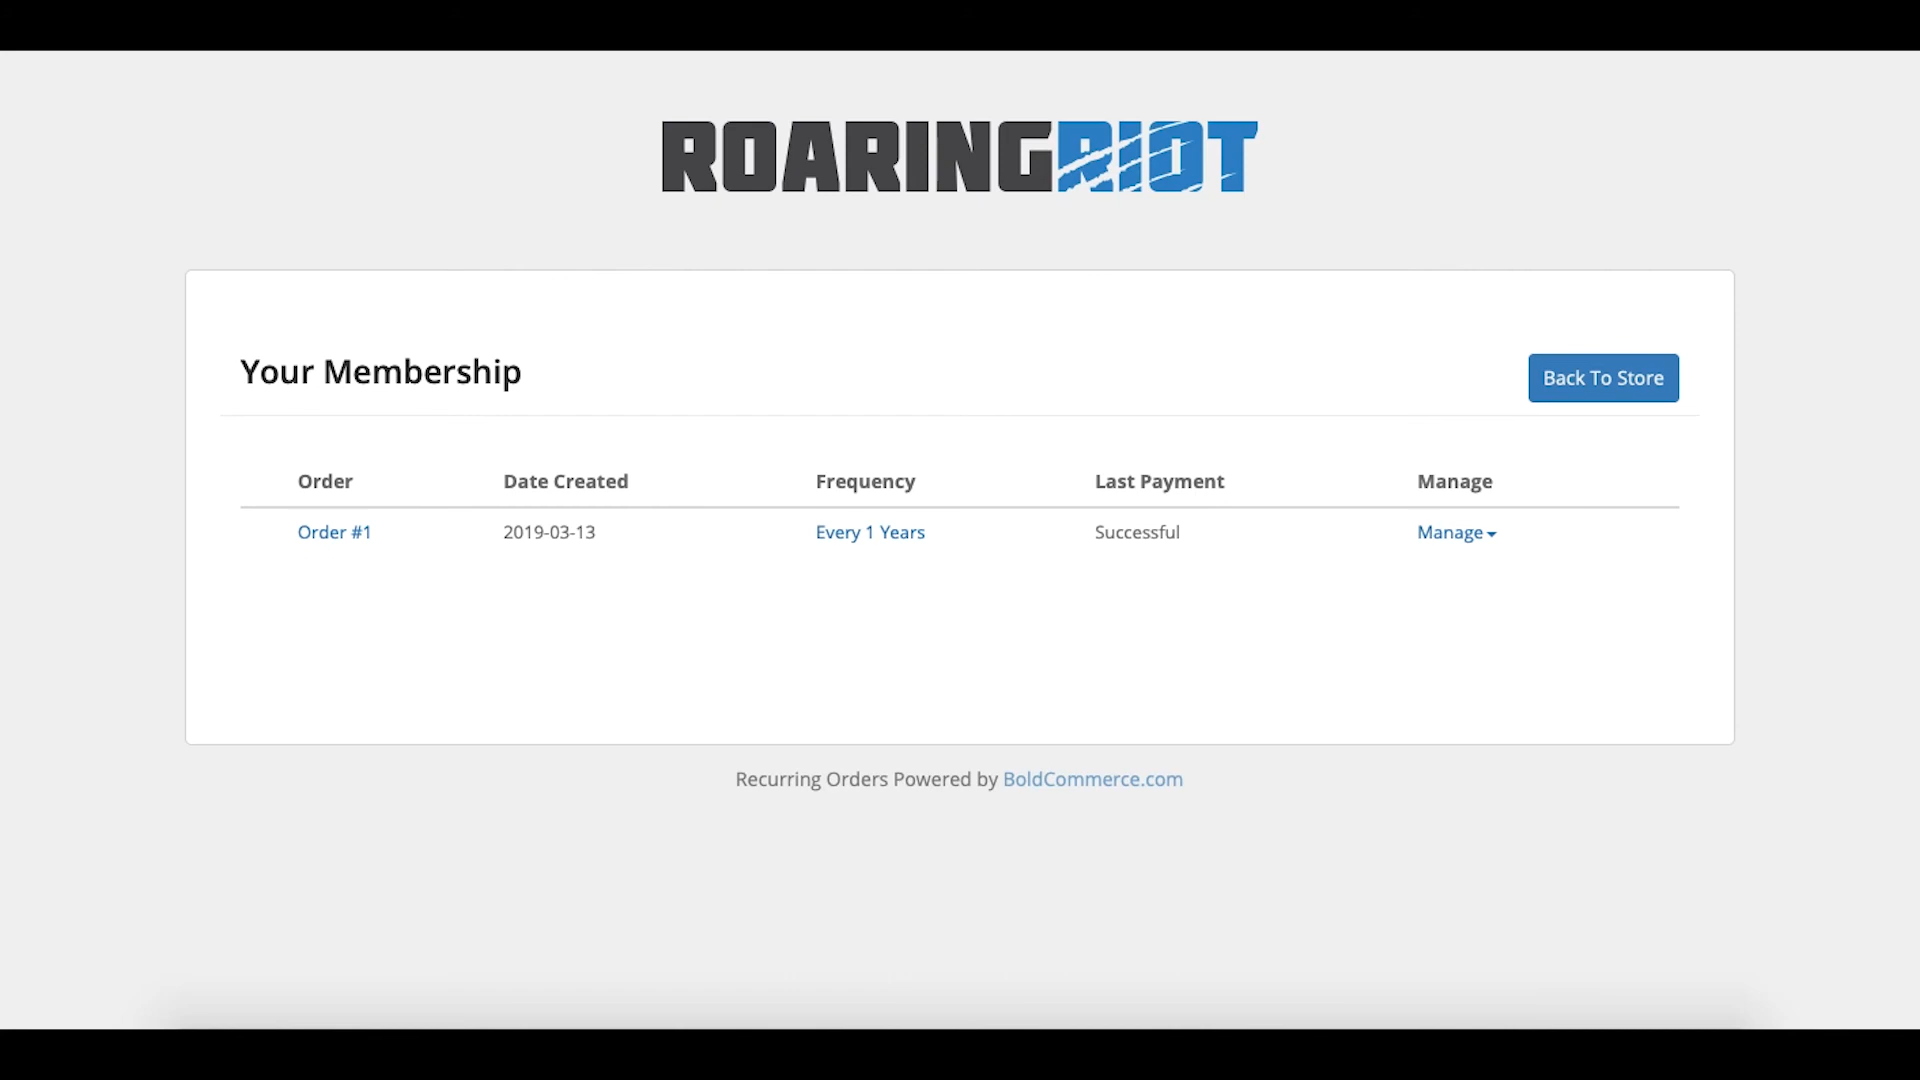 ROARINGRIOT
Your Membership
Back To Store
Order Date Created Frequency Last Payment Manage
Order #1 2019-03-13 Every 1 Years Successful Manage
Recurring Orders Powered by BoldCommerce.com